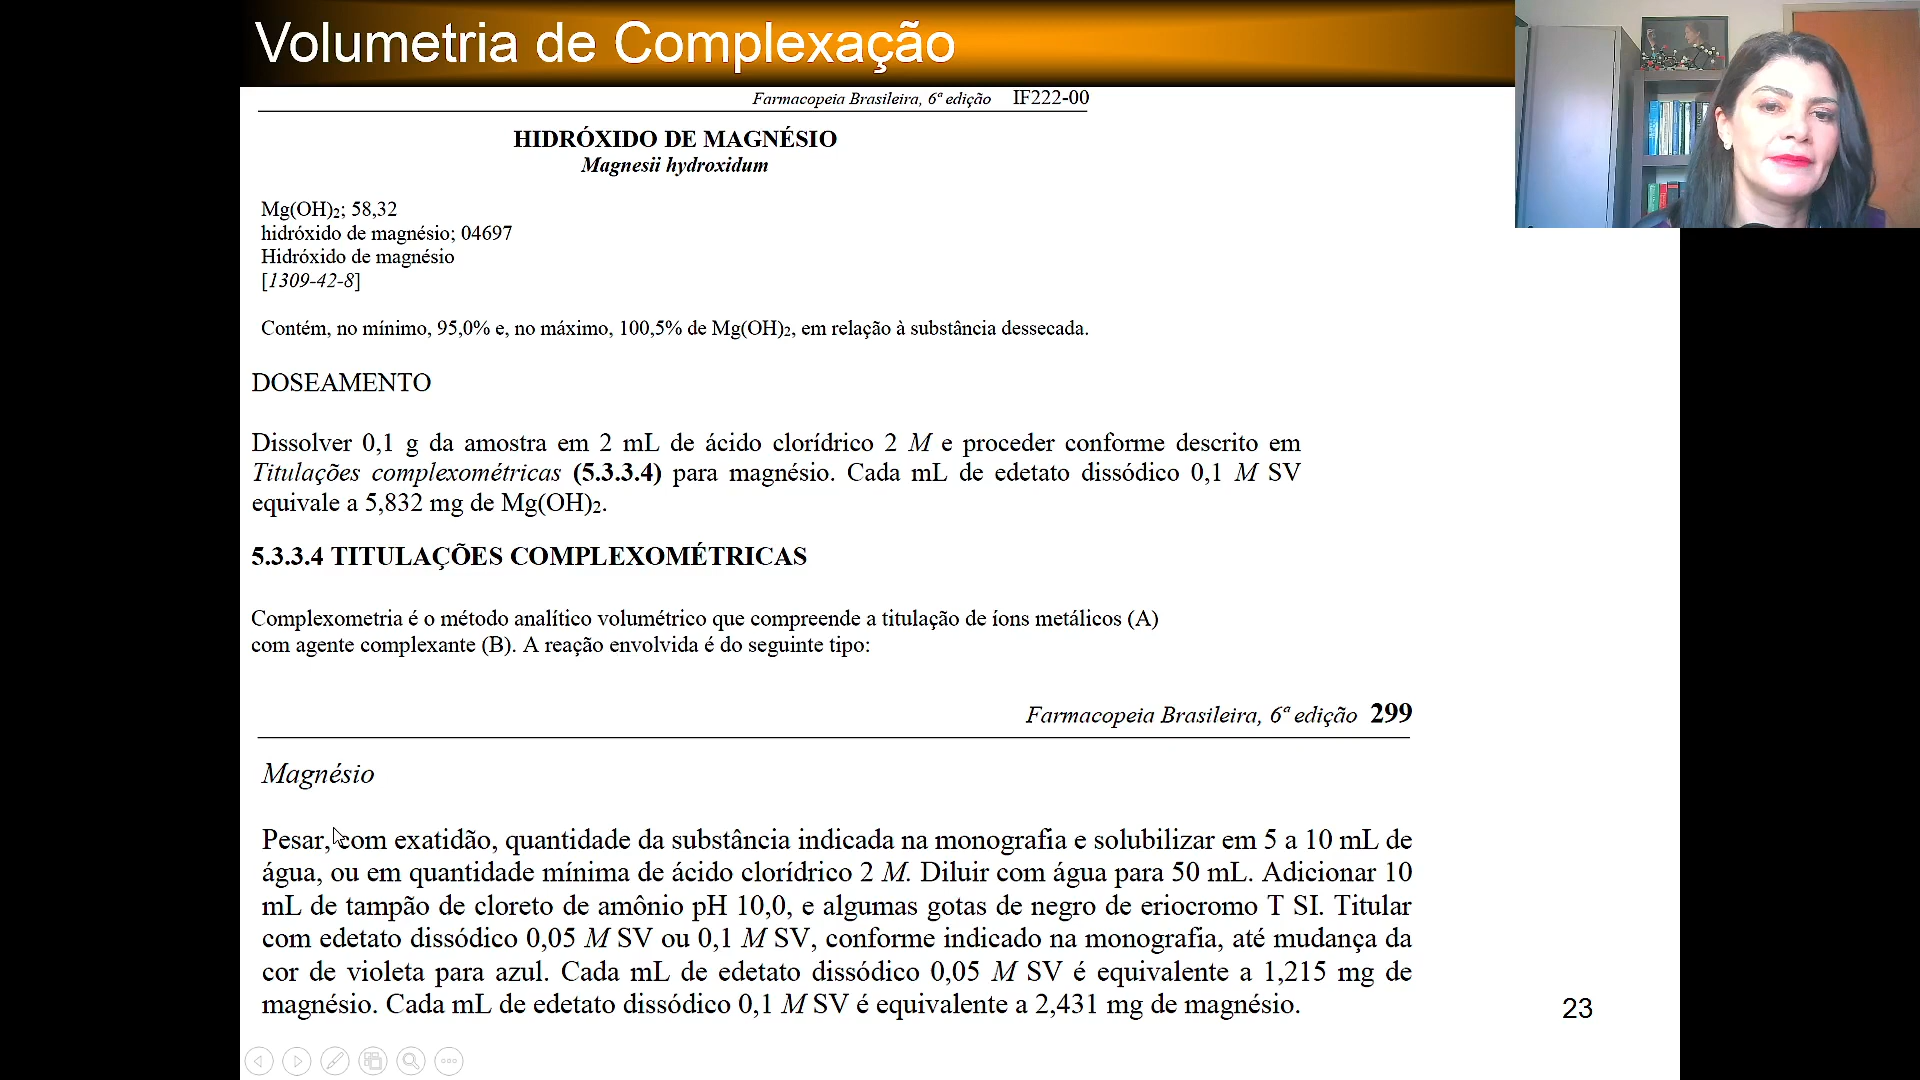 Volumetria de Complexação
Farmacopeia Brasileira, 6ª edição IF222-00
HIDRÓXIDO DE MAGNÉSIO
Magnesii hydroxidum
Mg(OH)₂; 58,32
hidróxido de magnésio; 04697
Hidróxido de magnésio
[1309-42-8]
Contém, no mínimo, 95,0% e, no máximo, 100,5% de Mg(OH)₂, em relação à substância dessecada.
DOSEAMENTO
Dissolver 0,1 g da amostra em 2 mL de ácido clorídrico 2 M e proceder conforme descrito em
Titulações complexométricas (5.3.3.4) para magnésio. Cada mL de edetato dissódico 0,1 M SV
equivale a 5,832 mg de Mg(OH)₂.
5.3.3.4 TITULAÇÕES COMPLEXOMÉTRICAS
Complexometria é o método analítico volumétrico que compreende a titulação de íons metálicos (A)
com agente complexante (B). A reação envolvida é do seguinte tipo:
Farmacopeia Brasileira, 6ª edição 299
Magnésio
Pesar, com exatidão, quantidade da substância indicada na monografia e solubilizar em 5 a 10 mL de
água, ou em quantidade mínima de ácido clorídrico 2 M. Diluir com água para 50 mL. Adicionar 10
mL de tampão de cloreto de amônio pH 10,0, e algumas gotas de negro de eriocromo T SI. Titular
com edetato dissódico 0,05 M SV ou 0,1 M SV, conforme indicado na monografia, até mudança da
cor de violeta para azul. Cada mL de edetato dissódico 0,05 M SV é equivalente a 1,215 mg de
magnésio. Cada mL de edetato dissódico 0,1 M SV é equivalente a 2,431 mg de magnésio.
23